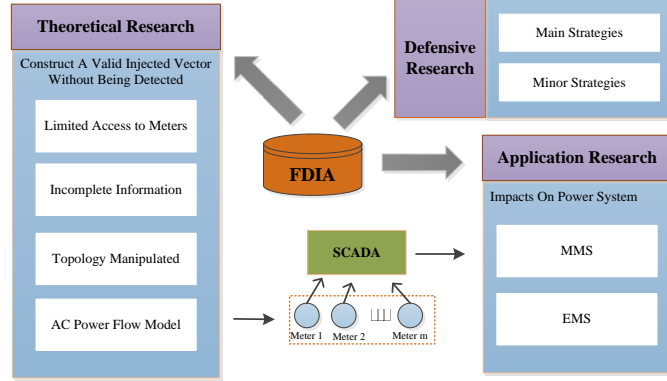 Theoretical Research
Construct A Valid Injected Vector
Without Being Detected
Limited Access to Meters
Incomplete Information
Topology Manipulated
AC Power Flow Model
Defensive
Research
Main Strategies
Minor Strategies
FDIA
Application Research
Impacts On Power System
MMS
EMS
SCADA
Meter 1 Meter 2 Meter m